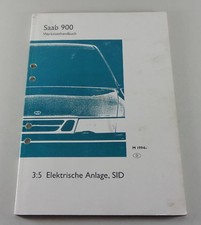 Saab 900
Werkstatthandbuch
M 1994-
3:5 Elektrische Anlage, SID